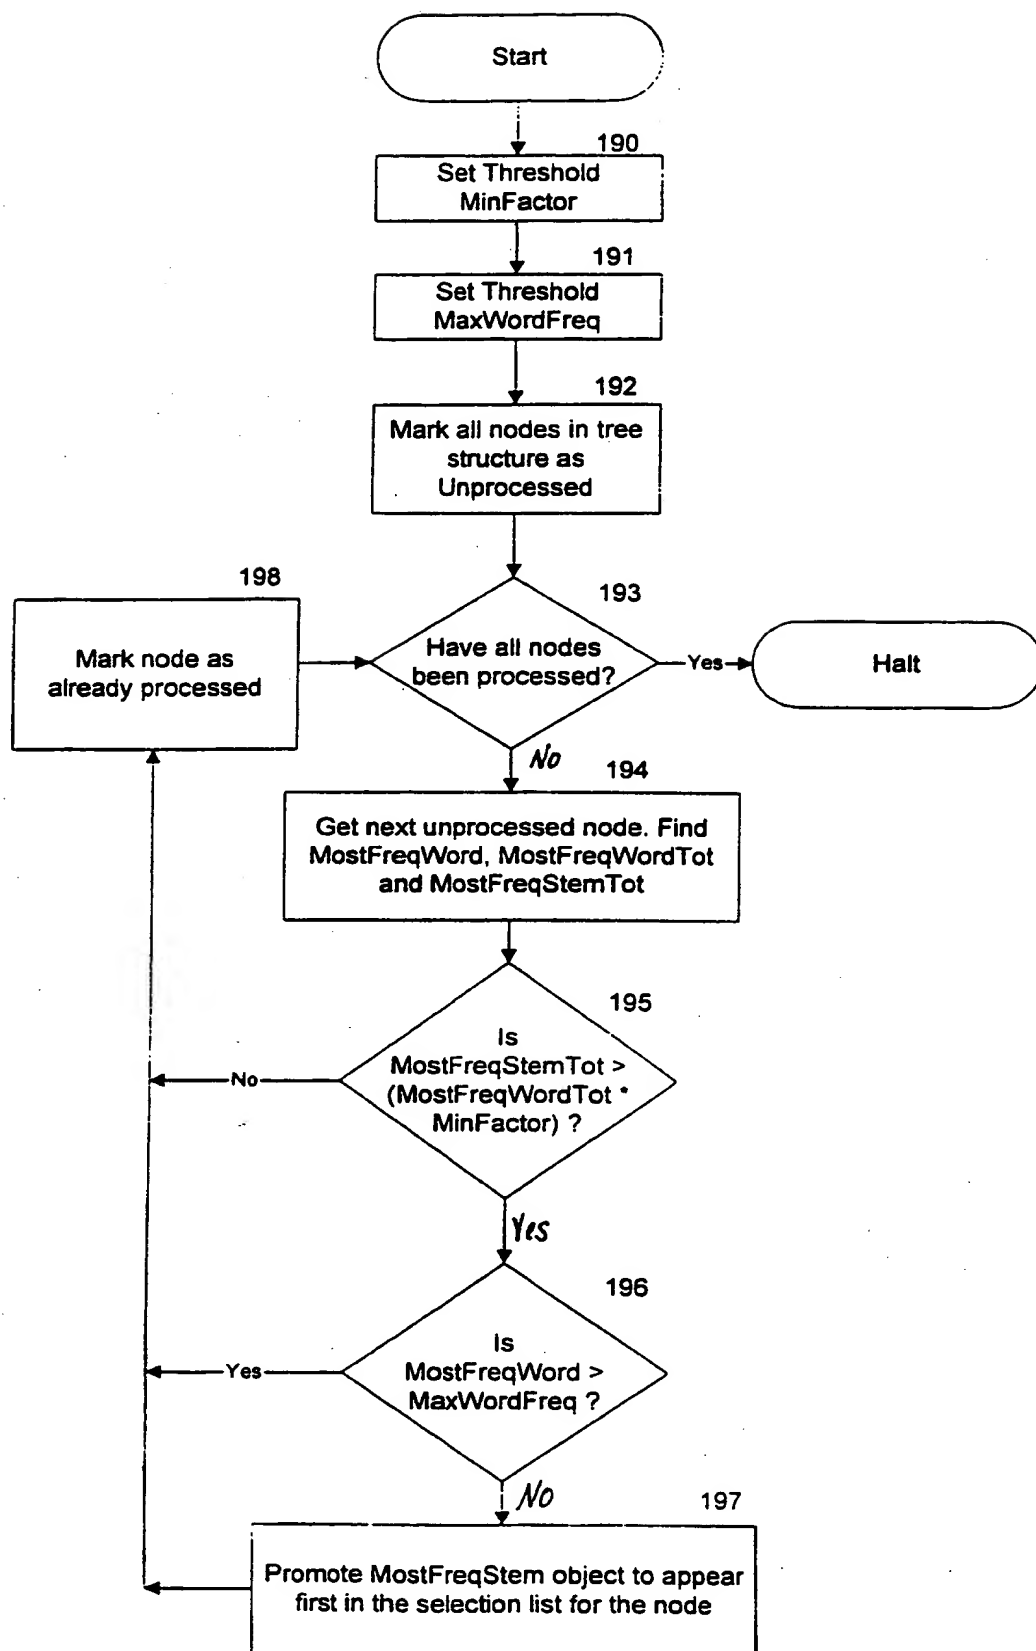 Start
190
Set Threshold
MinFactor
191
Set Threshold
MaxWordFreq
192
Mark all nodes in tree
structure as
Unprocessed
198
Mark node as
already processed
193
Have all nodes
been processed?
Yes
Halt
No
194
Get next unprocessed node. Find
MostFreqWord, MostFreqWordTot
and MostFreqStemTot
195
Is
MostFreqStemTot >
(MostFreqWordTot *
MinFactor) ?
No
Yes
196
Is
MostFreqWord >
MaxWordFreq ?
Yes
No
197
Promote MostFreqStem object to appear
first in the selection list for the node